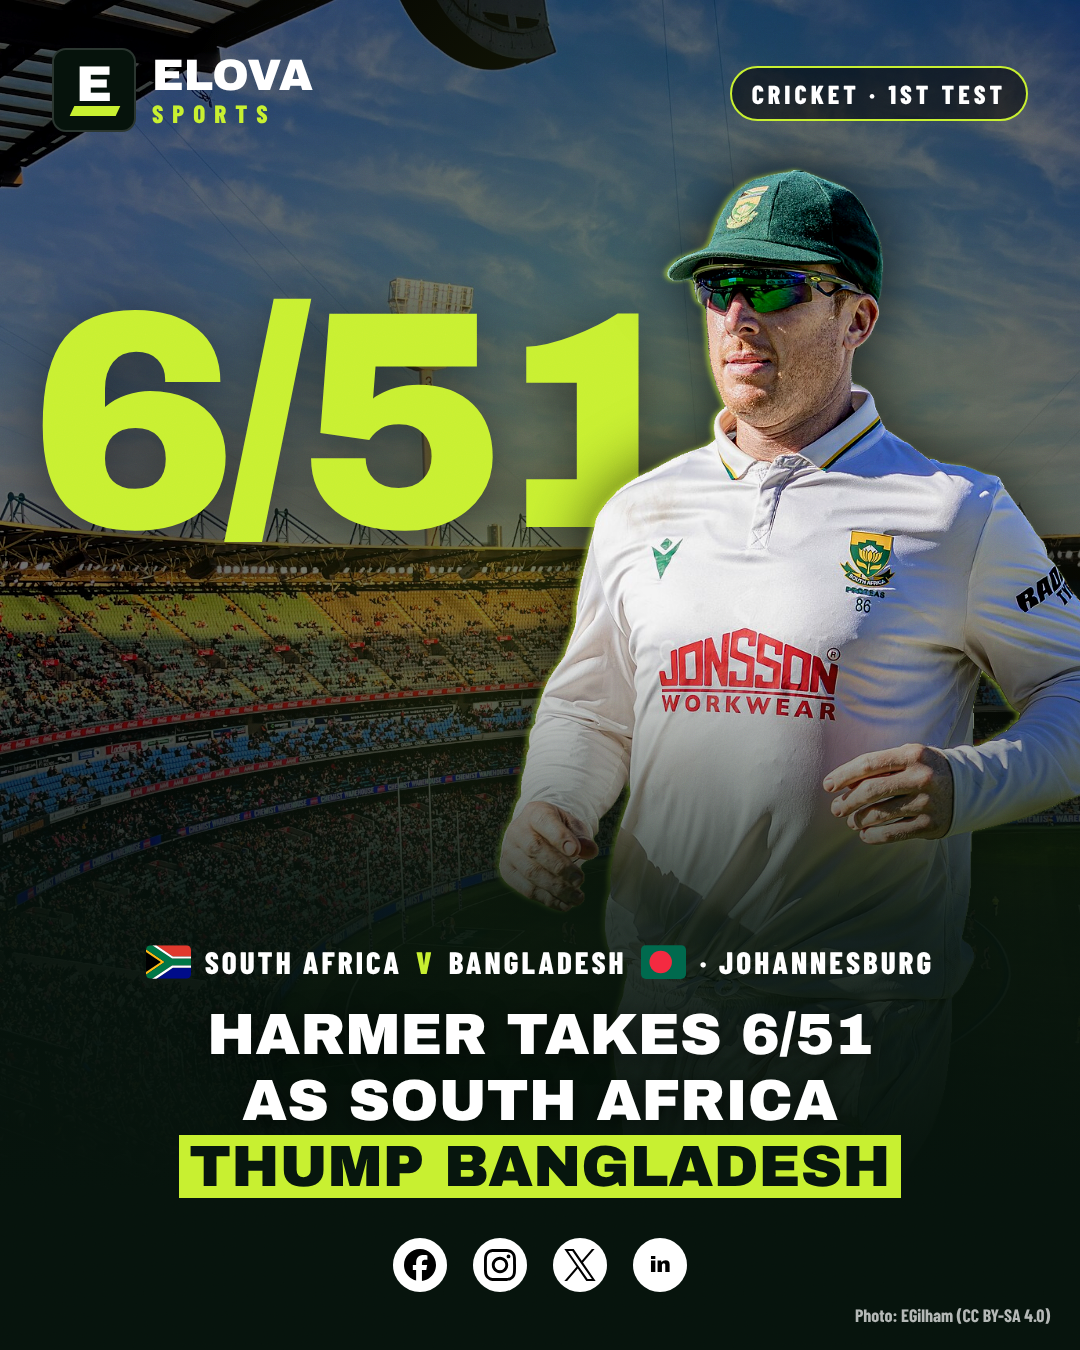 E
ELOVA
SPORTS
CRICKET · 1ST TEST
6/51
SOUTH AFRICA
PROTEAS
86
JONSSON ®
WORKWEAR
SOUTH AFRICA V BANGLADESH · JOHANNESBURG
HARMER TAKES 6/51
AS SOUTH AFRICA
THUMP BANGLADESH
in
Photo: EGilham (CC BY-SA 4.0)